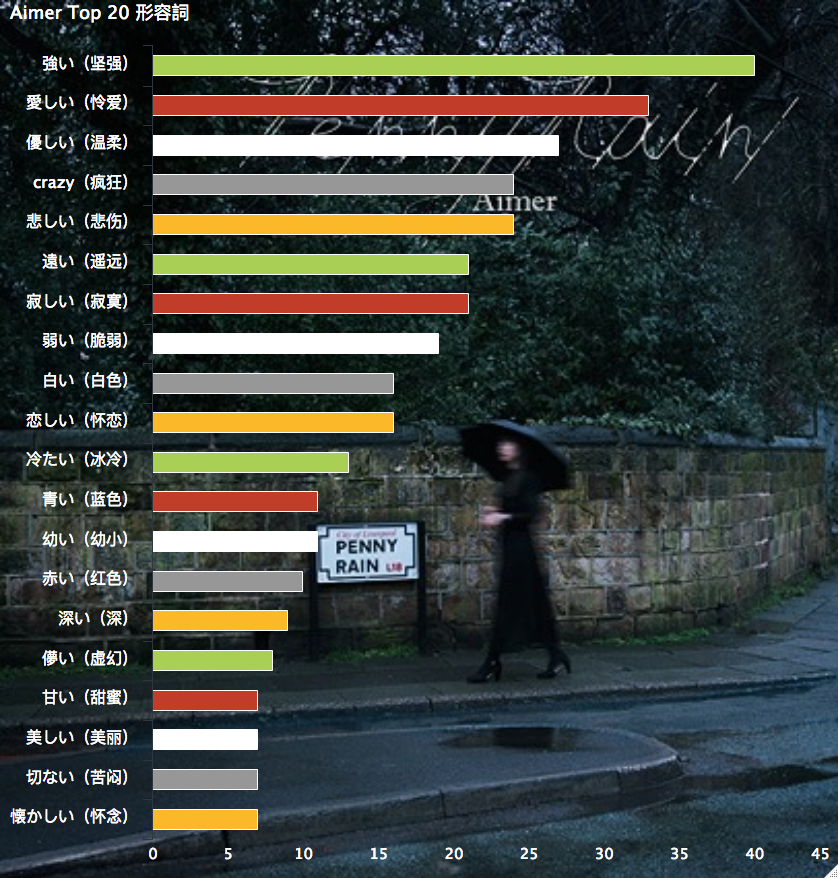 Aimer Top 20 形容詞
Penny Rain
Aimer
強い（坚强）
愛しい（怜爱）
優しい（温柔）
crazy（疯狂）
悲しい（悲伤）
遠い（遥远）
寂しい（寂寞）
弱い（脆弱）
白い（白色）
恋しい（怀恋）
冷たい（冰冷）
青い（蓝色）
幼い（幼小）
赤い（红色）
深い（深）
儚い（虚幻）
甘い（甜蜜）
美しい（美丽）
切ない（苦闷）
懐かしい（怀念）
City of Liverpool
PENNY
RAIN L18
0 5 10 15 20 25 30 35 40 45